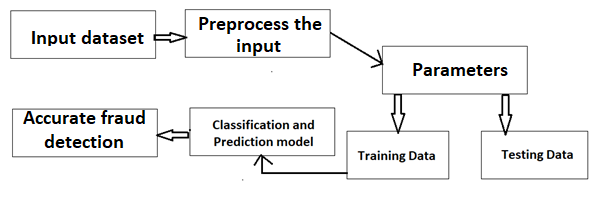 Input dataset
Preprocess the
input
Parameters
Accurate fraud
detection
Classification and
Prediction model
Training Data
Testing Data